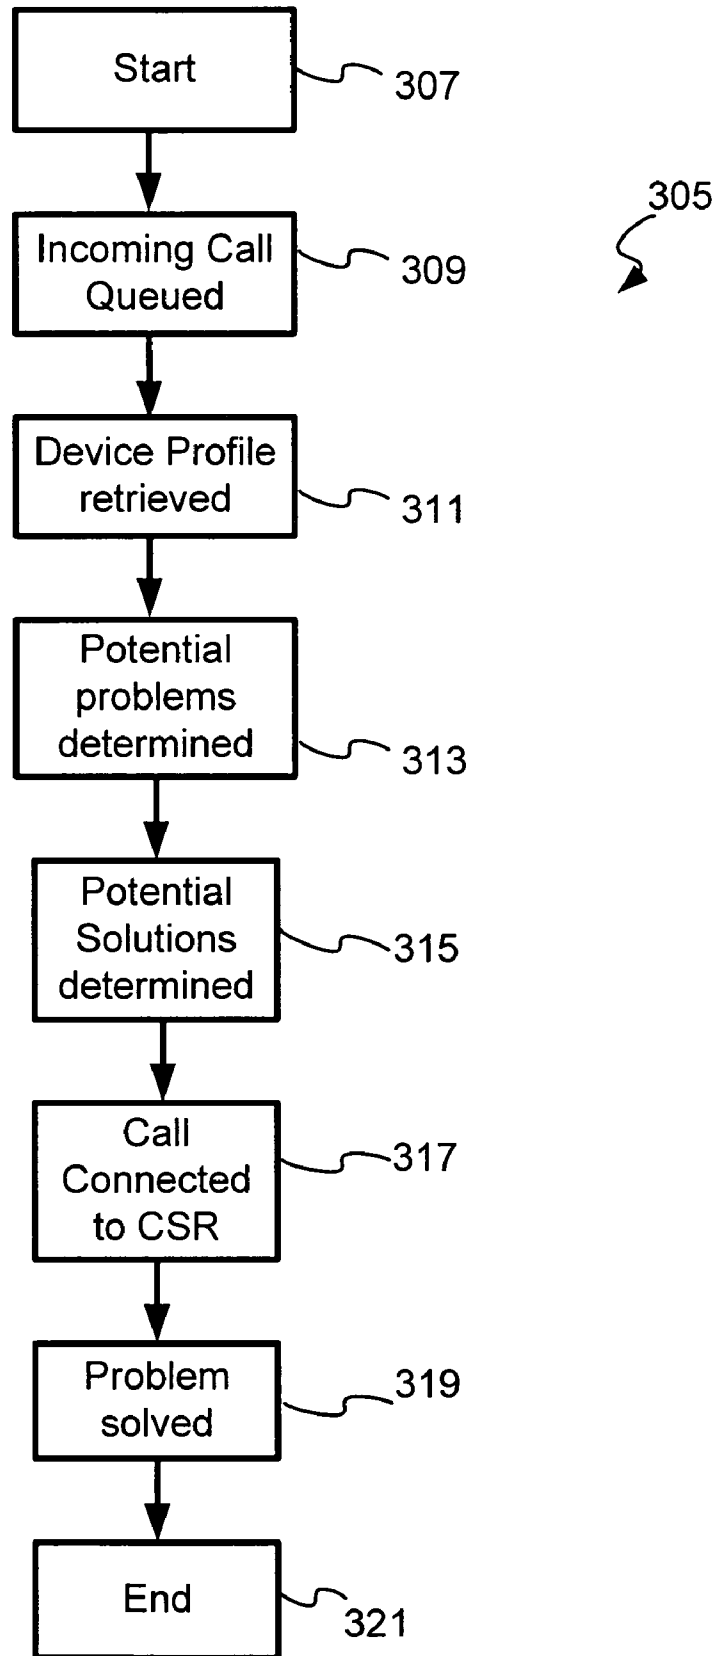 Start
307
305
Incoming Call
Queued
309
Device Profile
retrieved
311
Potential
problems
determined
313
Potential
Solutions
determined
315
Call
Connected
to CSR
317
Problem
solved
319
End
321